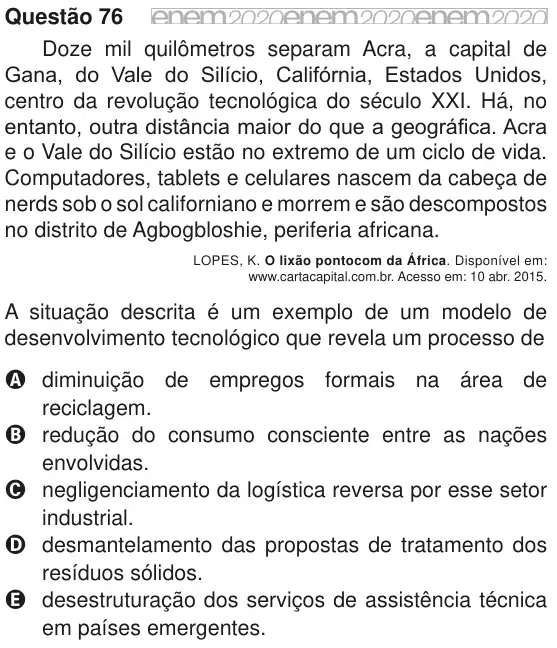 Questão 76 enem2020enem2020enem2020
Doze mil quilômetros separam Acra, a capital de
Gana, do Vale do Silício, Califórnia, Estados Unidos,
centro da revolução tecnológica do século XXI. Há, no
entanto, outra distância maior do que a geográfica. Acra
e o Vale do Silício estão no extremo de um ciclo de vida.
Computadores, tablets e celulares nascem da cabeça de
nerds sob o sol californiano e morrem e são descompostos
no distrito de Agbogbloshie, periferia africana.
LOPES, K. O lixão pontocom da África. Disponível em:
www.cartacapital.com.br. Acesso em: 10 abr. 2015.
A situação descrita é um exemplo de um modelo de
desenvolvimento tecnológico que revela um processo de
A diminuição de empregos formais na área de
reciclagem.
B redução do consumo consciente entre as nações
envolvidas.
C negligenciamento da logística reversa por esse setor
industrial.
D desmantelamento das propostas de tratamento dos
resíduos sólidos.
E desestruturação dos serviços de assistência técnica
em países emergentes.